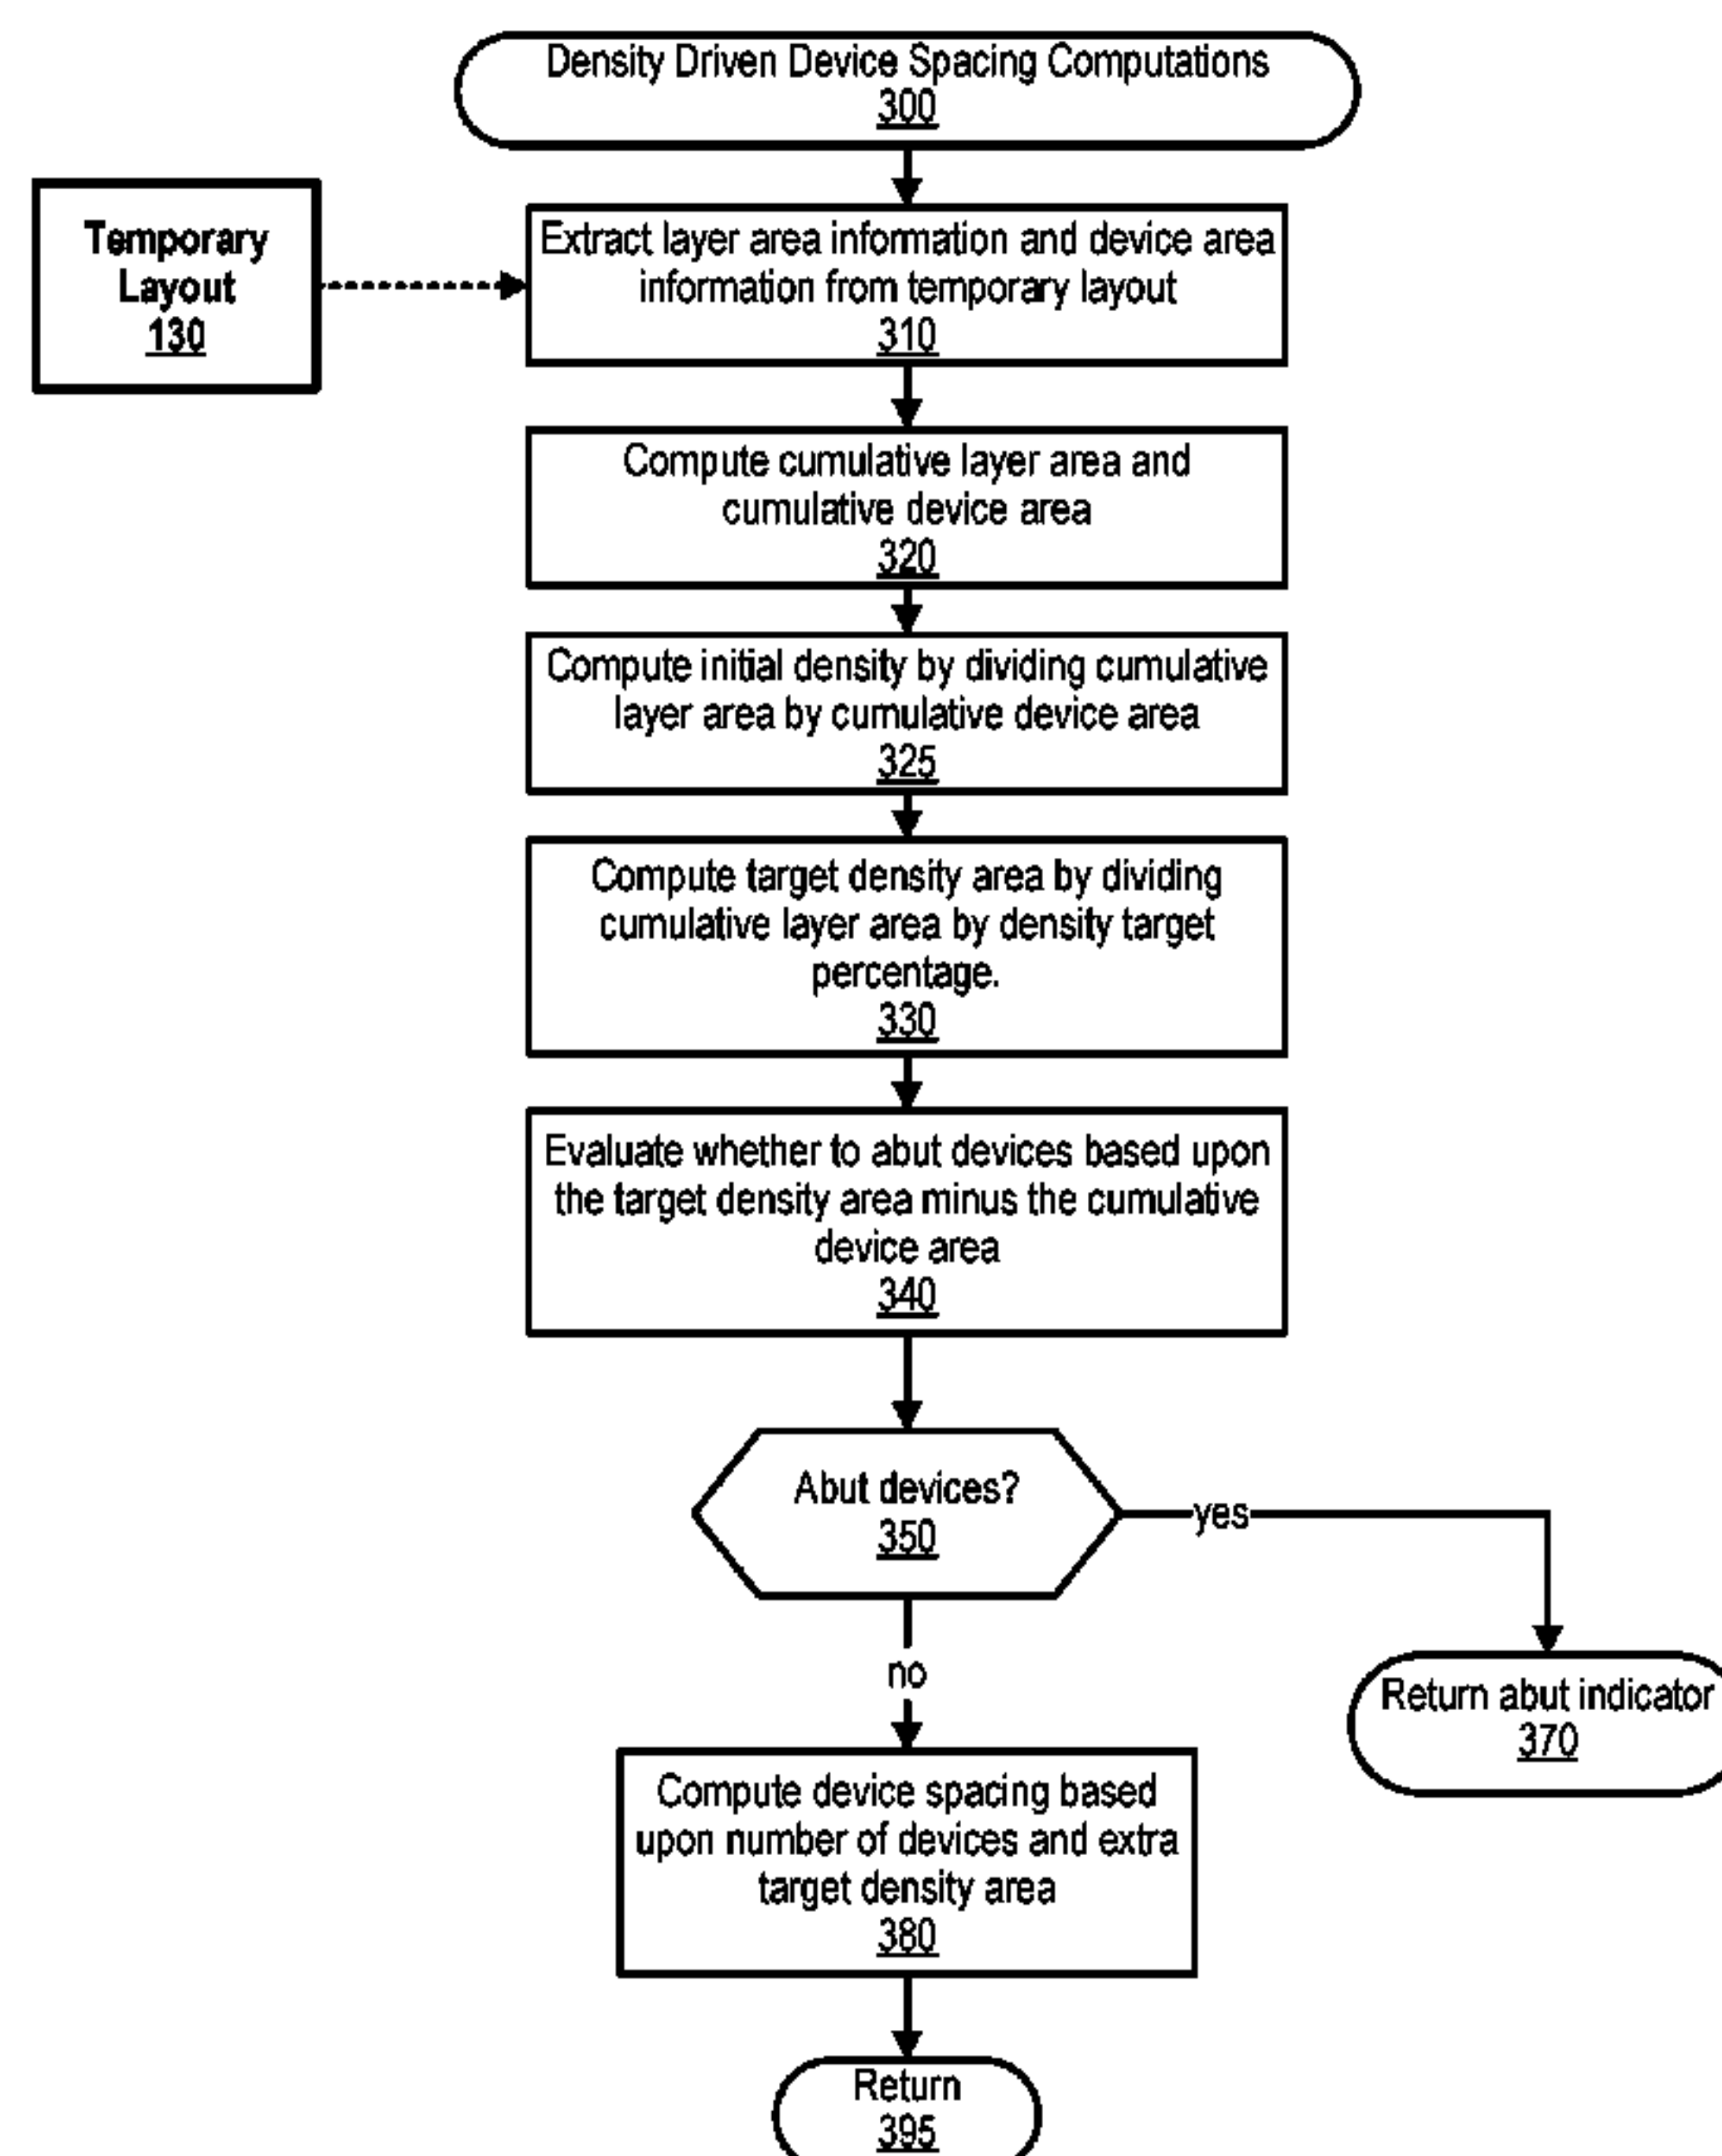 Density Driven Device Spacing Computations
300
Temporary
Layout
130
Extract layer area information and device area
information from temporary layout
310
Compute cumulative layer area and
cumulative device area
320
Compute initial density by dividing cumulative
layer area by cumulative device area
325
Compute target density area by dividing
cumulative layer area by density target
percentage.
330
Evaluate whether to abut devices based upon
the target density area minus the cumulative
device area
340
Abut devices?
350
yes
no
Return abut indicator
370
Compute device spacing based
upon number of devices and extra
target density area
380
Return
395